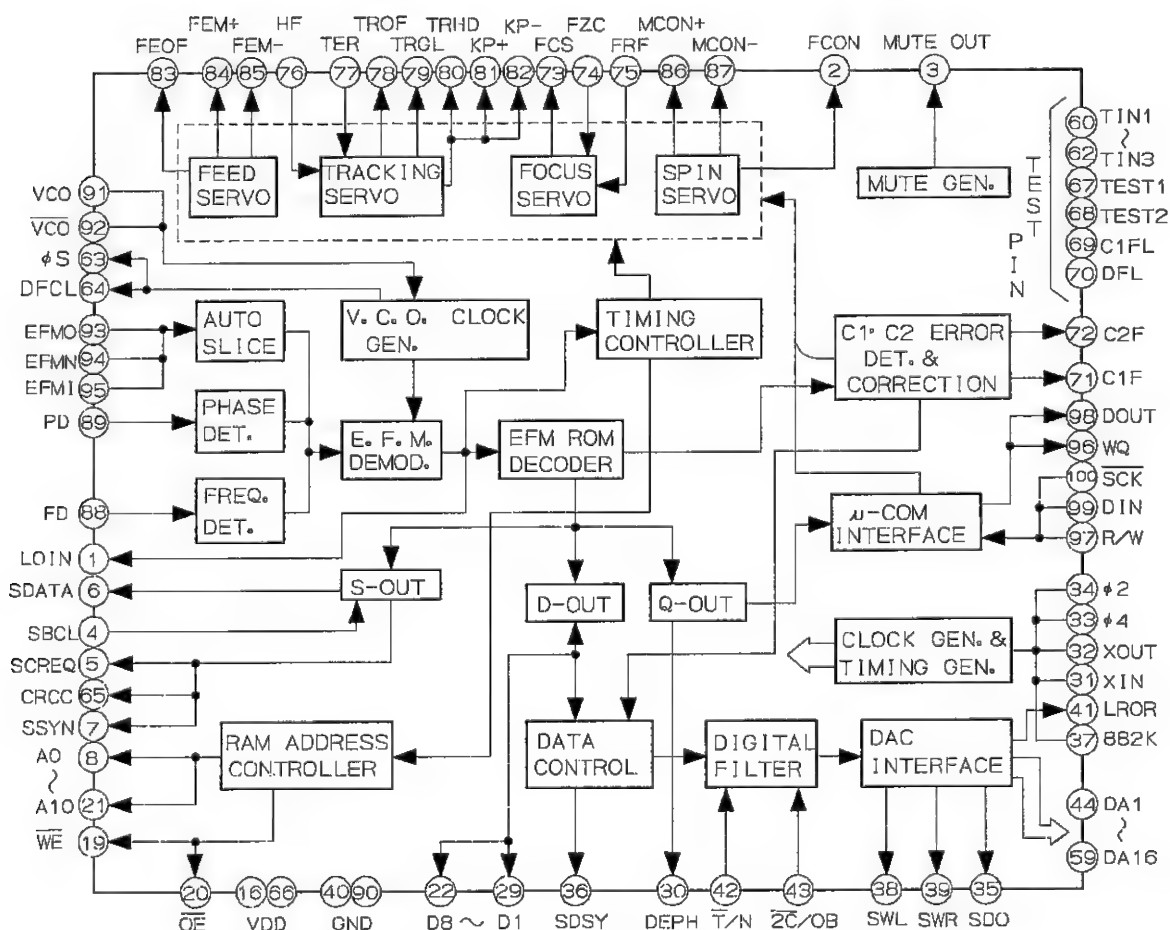 FEM+ HF TROF TRHD KP- FZC MCON+ FCON MUTE OUT
FEOF FEM- TER TRGL KP+ FCS FRF MCON-
83 84 85 76 77 78 79 80 81 82 73 74 75 86 87 2 3
FEED SERVO
TRACKING SERVO
FOCUS SERVO
SPIN SERVO
MUTE GEN.
TEST PIN
60 TIN1
~
62 TIN3
67 TEST1
68 TEST2
69 C1FL
70 DFL
VCO 91
VCO 92
φS 63
DFCL 64
EFMO 93
EFMN 94
EFMI 95
PD 89
FD 88
LOIN 1
SDATA 6
SBCL 4
SCREQ 5
CRCC 65
SSYN 7
A0 8
~
A10 21
WE 19
AUTO SLICE
V.C.O. CLOCK GEN.
TIMING CONTROLLER
C1·C2 ERROR DET.& CORRECTION
PHASE DET.
E.F.M. DEMOD.
EFM ROM DECODER
FREQ. DET.
μ-COM INTERFACE
S-OUT
D-OUT
Q-OUT
CLOCK GEN.& TIMING GEN.
RAM ADDRESS CONTROLLER
DATA CONTROL
DIGITAL FILTER
DAC INTERFACE
72 C2F
71 C1F
98 DOUT
96 WQ
100 SCK
99 DIN
97 R/W
34 φ2
33 φ4
32 XOUT
31 XIN
41 LROR
37 882K
44 DA1
~
59 DA16
20 16 66 40 90 22 29 36 30 42 43 38 39 35
OE VDD GND D8 ~ D1 SDSY DEPH T/N 2C/OB SWL SWR SDO